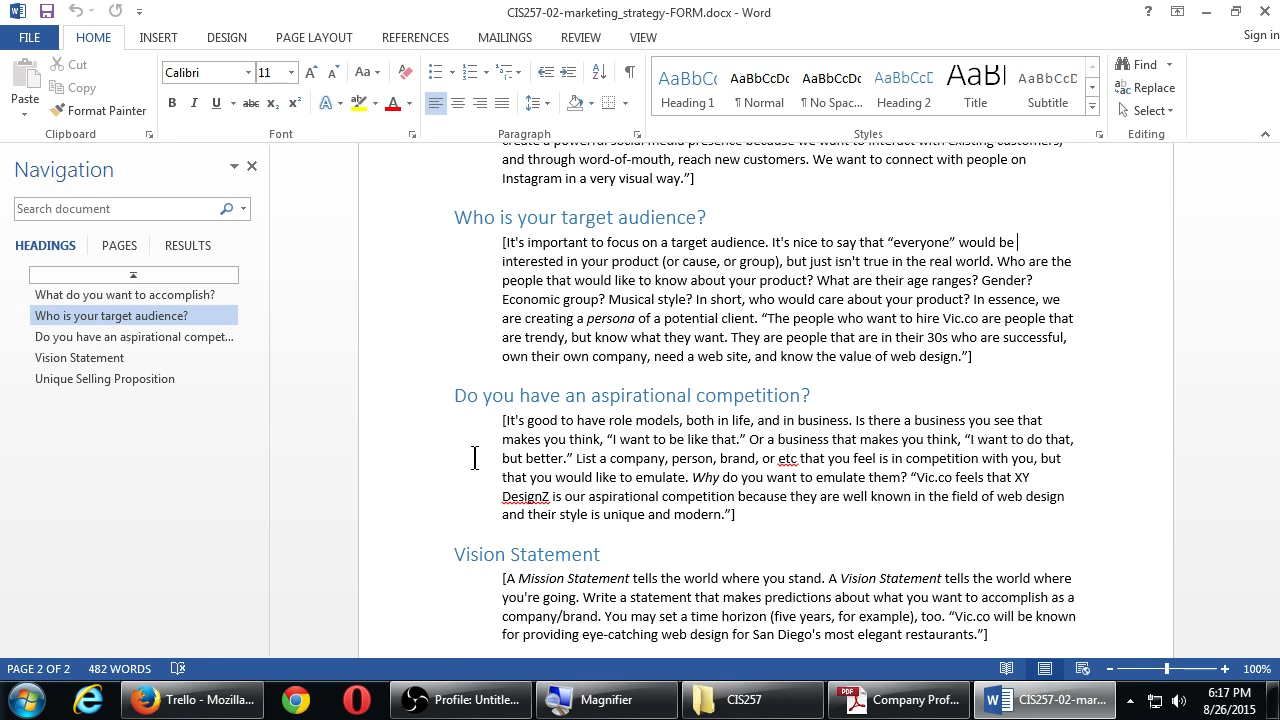 CIS257-02-marketing_strategy-FORM.docx - Word
FILE HOME INSERT DESIGN PAGE LAYOUT REFERENCES MAILINGS REVIEW VIEW Sign in
Paste
Cut
Copy
Format Painter
Clipboard
Calibri 11
Font
Paragraph
AaBbCc Heading 1
AaBbCcDc ¶ Normal
AaBbCcDc ¶ No Spac...
AaBbCcD Heading 2
AaB Title
AaBbCcD Subtitle
Styles
Find
Replace
Select
Editing
Navigation
Search document
HEADINGS PAGES RESULTS
What do you want to accomplish?
Who is your target audience?
Do you have an aspirational compet...
Vision Statement
Unique Selling Proposition
create a powerful social media presence because we want to interact with existing customers,
and through word-of-mouth, reach new customers. We want to connect with people on
Instagram in a very visual way.”]
Who is your target audience?
[It's important to focus on a target audience. It's nice to say that “everyone” would be
interested in your product (or cause, or group), but just isn't true in the real world. Who are the
people that would like to know about your product? What are their age ranges? Gender?
Economic group? Musical style? In short, who would care about your product? In essence, we
are creating a persona of a potential client. “The people who want to hire Vic.co are people that
are trendy, but know what they want. They are people that are in their 30s who are successful,
own their own company, need a web site, and know the value of web design.”]
Do you have an aspirational competition?
[It's good to have role models, both in life, and in business. Is there a business you see that
makes you think, “I want to be like that.” Or a business that makes you think, “I want to do that,
but better.” List a company, person, brand, or etc that you feel is in competition with you, but
that you would like to emulate. Why do you want to emulate them? “Vic.co feels that XY
DesignZ is our aspirational competition because they are well known in the field of web design
and their style is unique and modern.”]
Vision Statement
[A Mission Statement tells the world where you stand. A Vision Statement tells the world where
you're going. Write a statement that makes predictions about what you want to accomplish as a
company/brand. You may set a time horizon (five years, for example), too. “Vic.co will be known
for providing eye-catching web design for San Diego's most elegant restaurants.”]
PAGE 2 OF 2 482 WORDS 100%
Trello - Mozilla... Profile: Untitle... Magnifier CIS257 Company Prof... CIS257-02-mar...
6:17 PM
8/26/2015